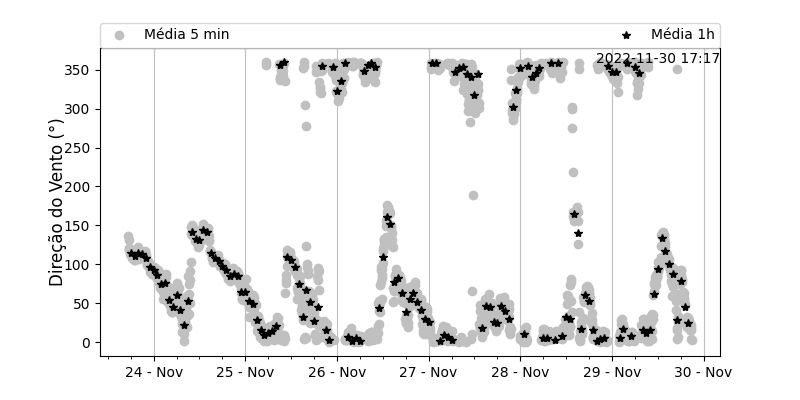 Média 5 min
Média 1h
2022-11-30 17:17
Direção do Vento (°)
350
300
250
200
150
100
50
0
24 - Nov
25 - Nov
26 - Nov
27 - Nov
28 - Nov
29 - Nov
30 - Nov